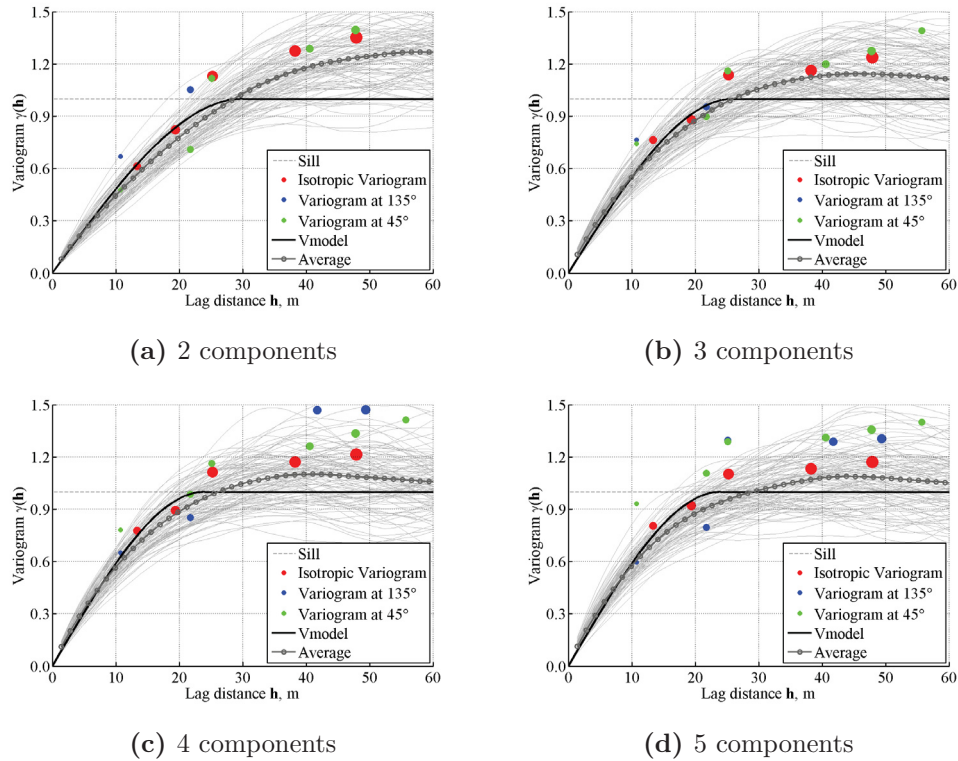 1.5
1.2
0.9
0.6
0.3
0.0
Variogram γ(h)
Sill
Isotropic Variogram
Variogram at 135°
Variogram at 45°
Vmodel
Average
0 10 20 30 40 50 60
Lag distance h, m
(a) 2 components
1.5
1.2
0.9
0.6
0.3
0.0
Variogram γ(h)
Sill
Isotropic Variogram
Variogram at 135°
Variogram at 45°
Vmodel
Average
0 10 20 30 40 50 60
Lag distance h, m
(b) 3 components
1.5
1.2
0.9
0.6
0.3
0.0
Variogram γ(h)
Sill
Isotropic Variogram
Variogram at 135°
Variogram at 45°
Vmodel
Average
0 10 20 30 40 50 60
Lag distance h, m
(c) 4 components
1.5
1.2
0.9
0.6
0.3
0.0
Variogram γ(h)
Sill
Isotropic Variogram
Variogram at 135°
Variogram at 45°
Vmodel
Average
0 10 20 30 40 50 60
Lag distance h, m
(d) 5 components